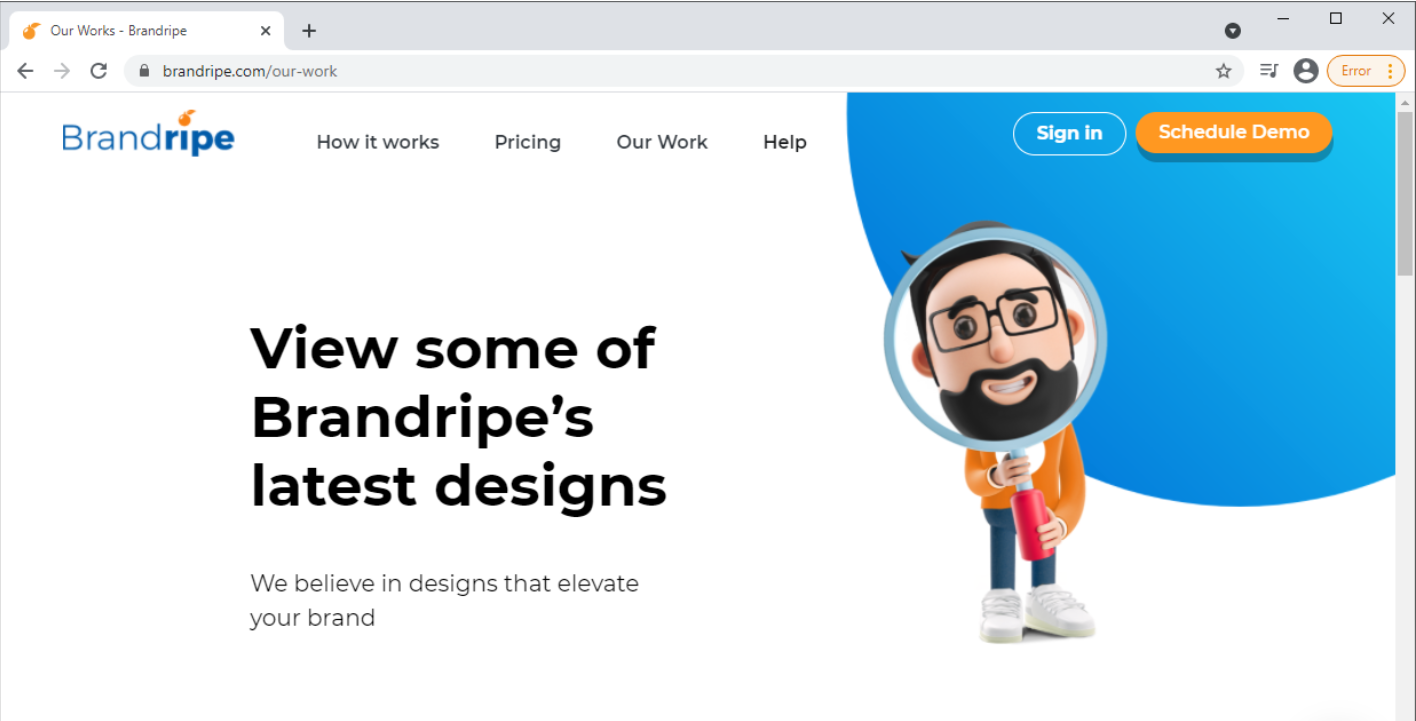 Our Works - Brandripe
brandripe.com/our-work
Error
Brandripe
How it works
Pricing
Our Work
Help
Sign in
Schedule Demo
View some of
Brandripe’s
latest designs
We believe in designs that elevate
your brand